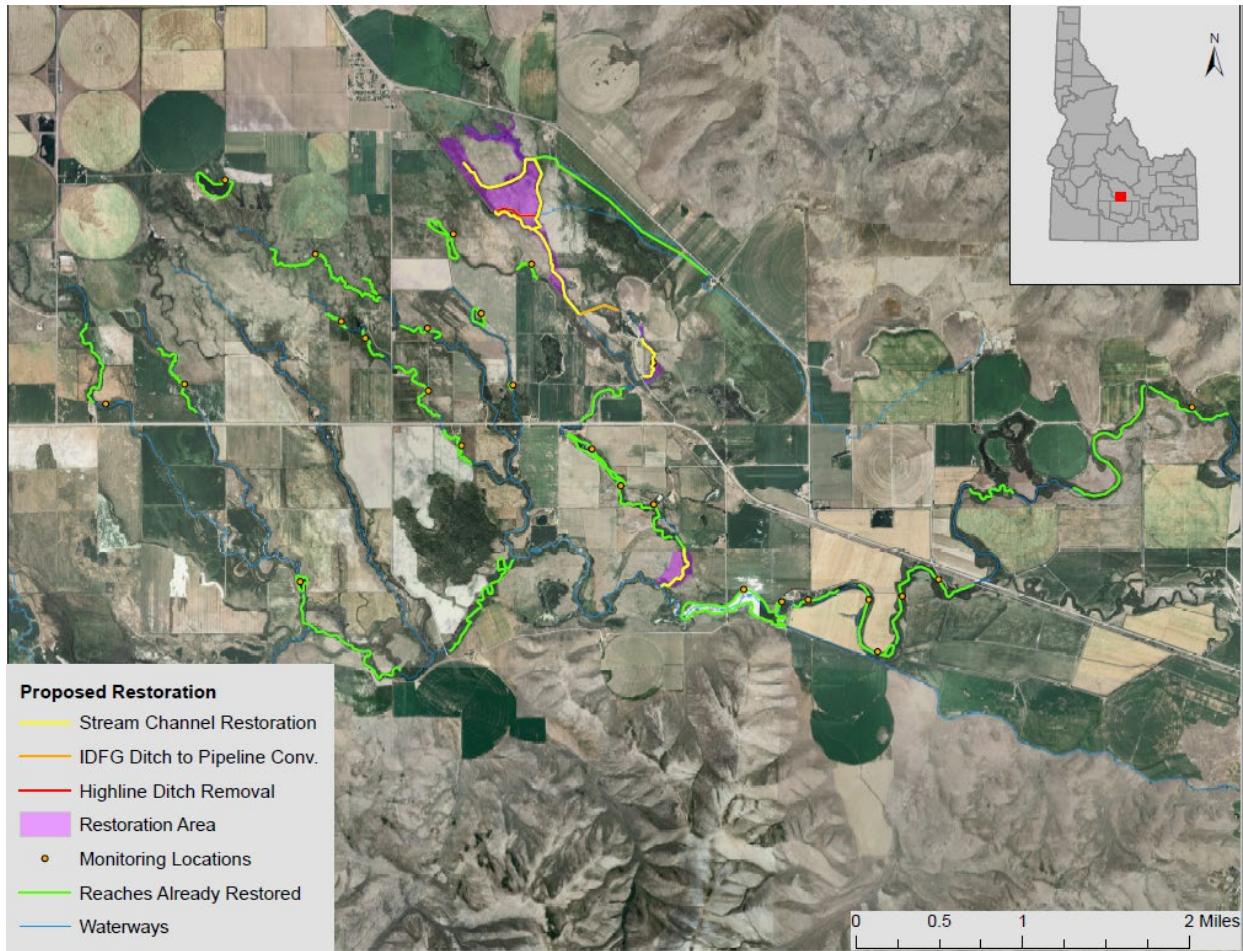 N
Proposed Restoration
Stream Channel Restoration
IDFG Ditch to Pipeline Conv.
Highline Ditch Removal
Restoration Area
Monitoring Locations
Reaches Already Restored
Waterways
0 0.5 1 2 Miles